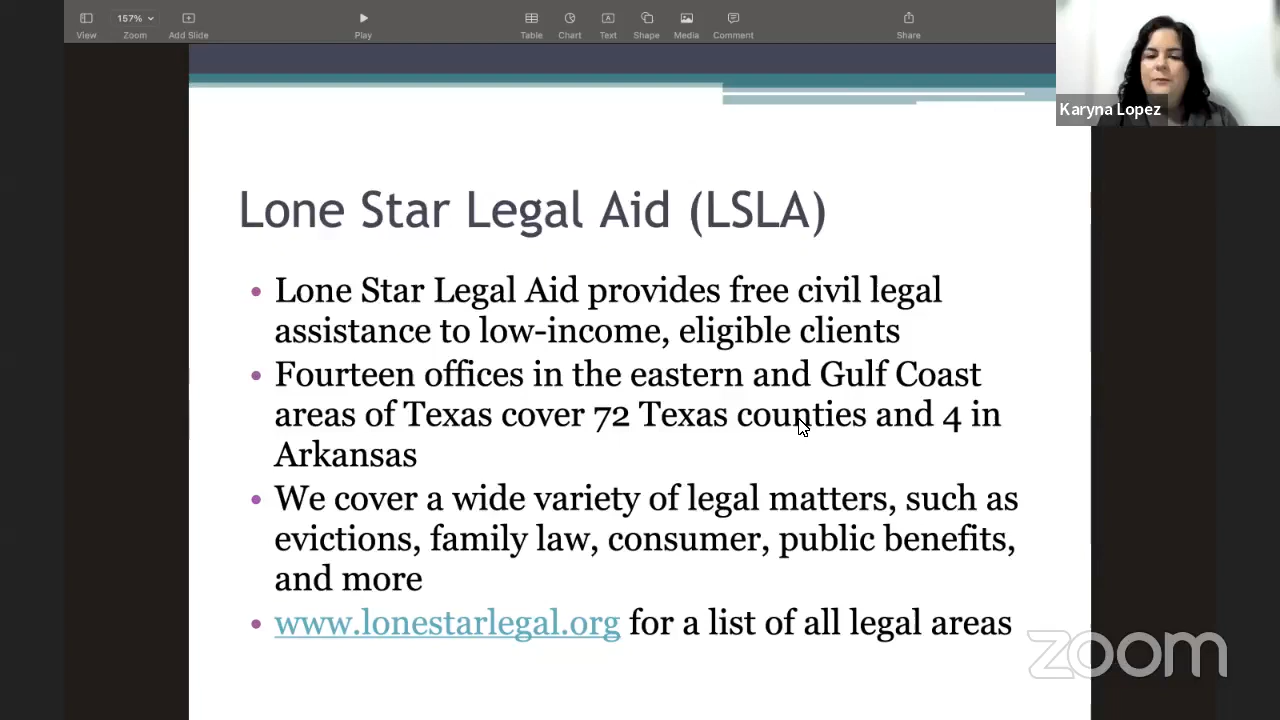 View
157%
Zoom
Add Slide
Play
Table
Chart
Text
Shape
Media
Comment
Share
Karyna Lopez
Lone Star Legal Aid (LSLA)
• Lone Star Legal Aid provides free civil legal
assistance to low-income, eligible clients
• Fourteen offices in the eastern and Gulf Coast
areas of Texas cover 72 Texas counties and 4 in
Arkansas
• We cover a wide variety of legal matters, such as
evictions, family law, consumer, public benefits,
and more
• www.lonestarlegal.org for a list of all legal areas
zoom